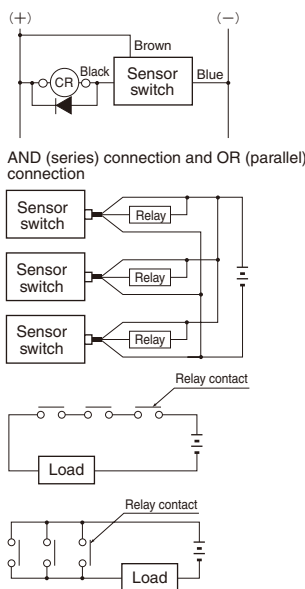 (+) (−)
Brown
Black
CR
Sensor
switch
Blue
AND (series) connection and OR (parallel)
connection
Sensor
switch
Relay
Sensor
switch
Relay
Sensor
switch
Relay
Relay contact
Load
Relay contact
Load